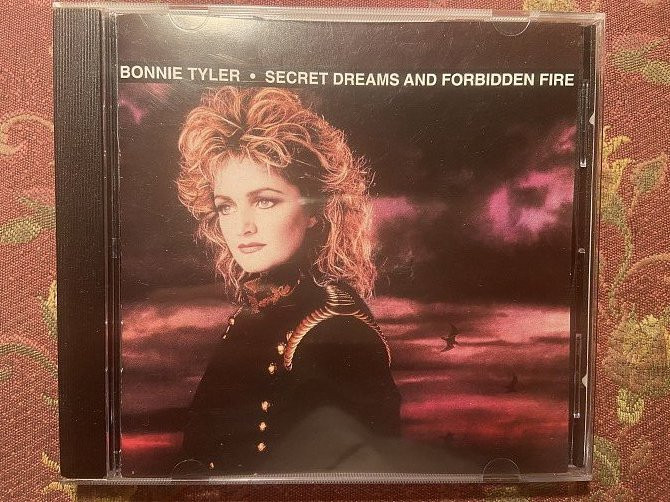 BONNIE TYLER • SECRET DREAMS AND FORBIDDEN FIRE